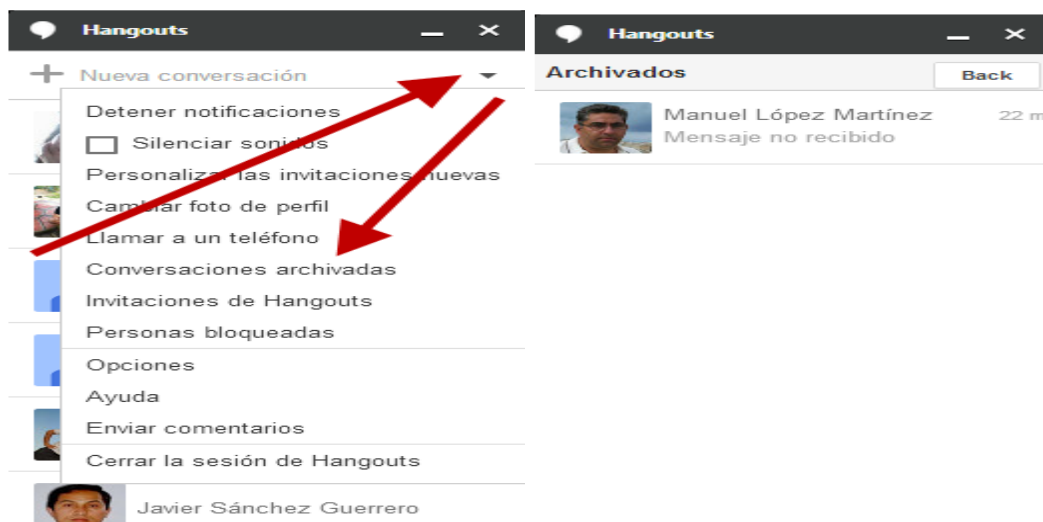 Hangouts
Nueva conversación
Detener notificaciones
Silenciar sonidos
Personalizar las invitaciones nuevas
Cambiar foto de perfil
Llamar a un teléfono
Conversaciones archivadas
Invitaciones de Hangouts
Personas bloqueadas
Opciones
Ayuda
Enviar comentarios
Cerrar la sesión de Hangouts
Javier Sánchez Guerrero
Hangouts
Archivados Back
Manuel López Martínez 22 m
Mensaje no recibido